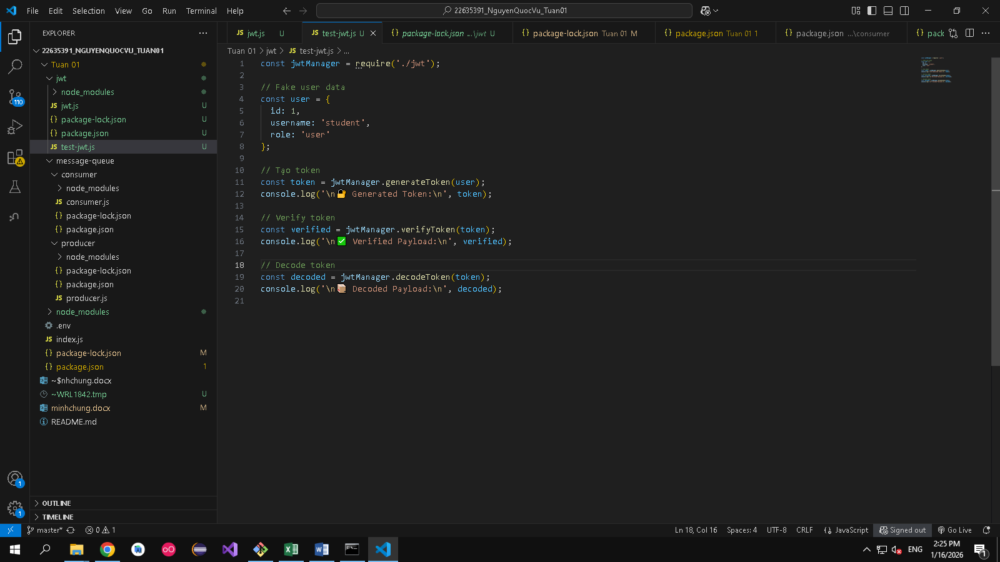 File Edit Selection View Go Run Terminal Help
22635391_NguyenQuocVu_Tuan01
EXPLORER
jwt.js U
test-jwt.js U
package-lock.json ...\jwt U
package-lock.json Tuan 01 M
package.json Tuan 01 1
package.json ...\consumer
pack
22635391_NGUYENQUOCVU_TUAN01
Tuan 01
jwt
node_modules
jwt.js U
package-lock.json U
package.json U
test-jwt.js U
message-queue
consumer
node_modules
consumer.js
package-lock.json
package.json
producer
node_modules
package-lock.json
package.json
producer.js
node_modules
.env
index.js
package-lock.json M
package.json 1
~$nhchung.docx
~WRL1842.tmp U
minhchung.docx M
README.md
OUTLINE
TIMELINE
110
1
1
Tuan 01 > jwt > JS test-jwt.js > ...
1 const jwtManager = require('./jwt');
2
3 // Fake user data
4 const user = {
5 id: 1,
6 username: 'student',
7 role: 'user'
8 };
9
10 // Tạo token
11 const token = jwtManager.generateToken(user);
12 console.log('\n🔐 Generated Token:\n', token);
13
14 // Verify token
15 const verified = jwtManager.verifyToken(token);
16 console.log('\n✅ Verified Payload:\n', verified);
17
18 // Decode token
19 const decoded = jwtManager.decodeToken(token);
20 console.log('\n📦 Decoded Payload:\n', decoded);
21
master* 0 1
Ln 18, Col 16 Spaces: 4 UTF-8 CRLF {} JavaScript Signed out Go Live
ENG
2:25 PM
1/16/2026
1